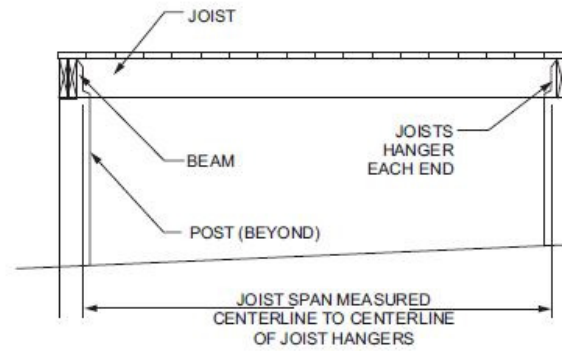 JOIST
JOISTS
HANGER
EACH END
BEAM
POST (BEYOND)
JOIST SPAN MEASURED
CENTERLINE TO CENTERLINE
OF JOIST HANGERS